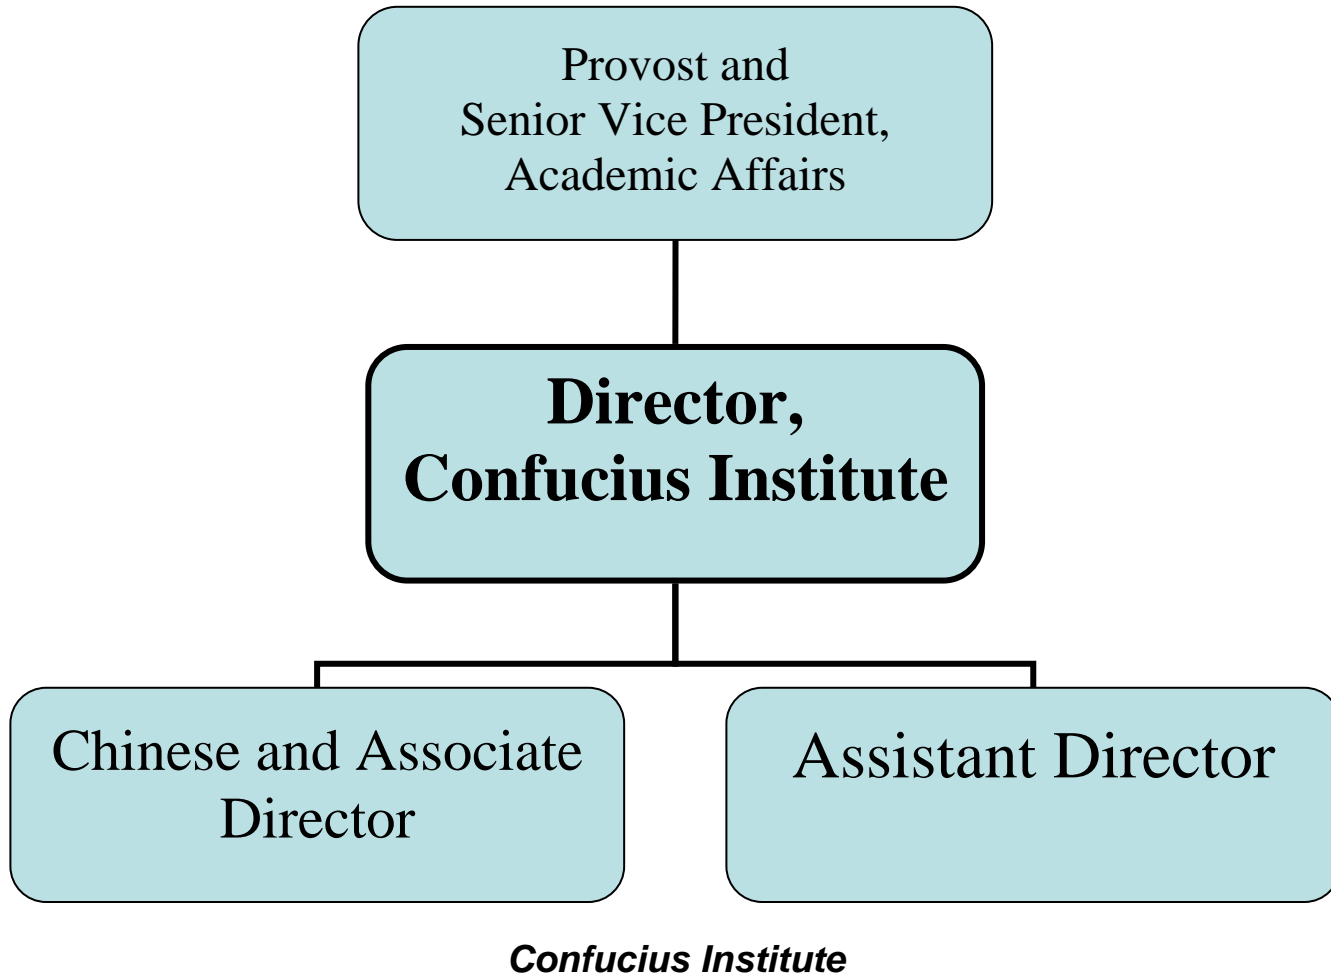 Provost and
Senior Vice President,
Academic Affairs
Director,
Confucius Institute
Chinese and Associate
Director
Assistant Director
Confucius Institute